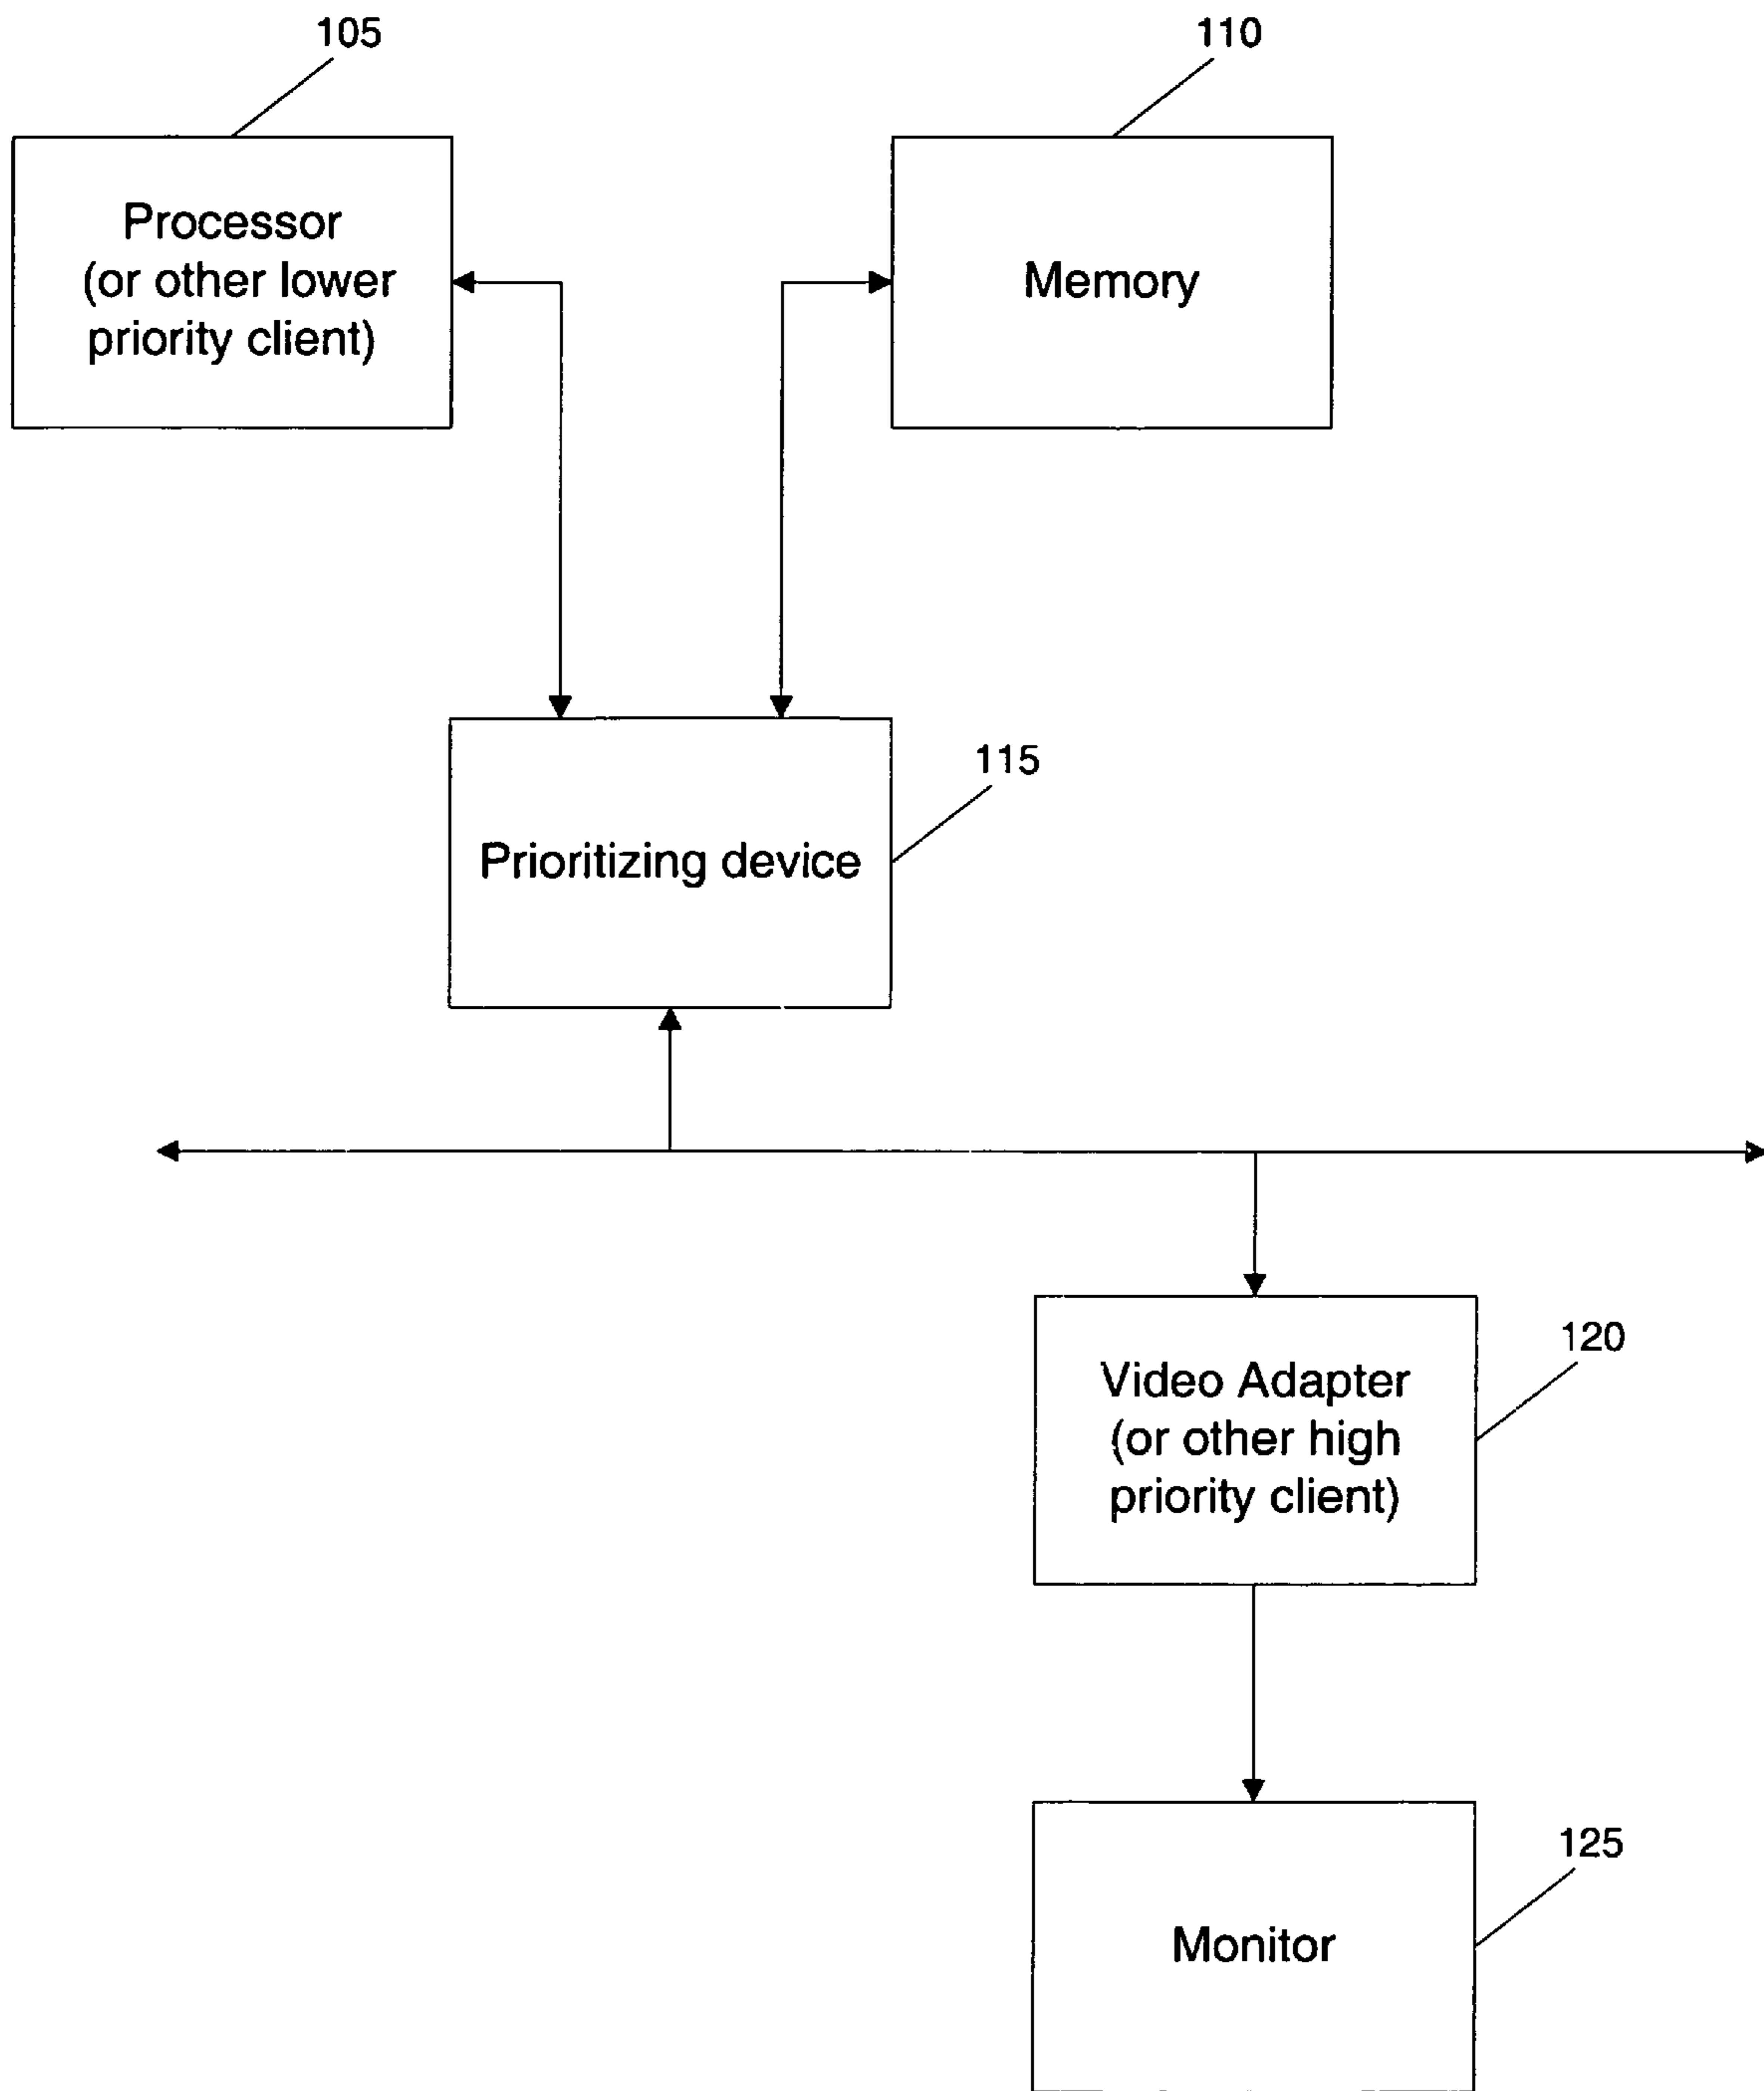 105
110
Processor
(or other lower
priority client)
Memory
115
Prioritizing device
120
Video Adapter
(or other high
priority client)
125
Monitor